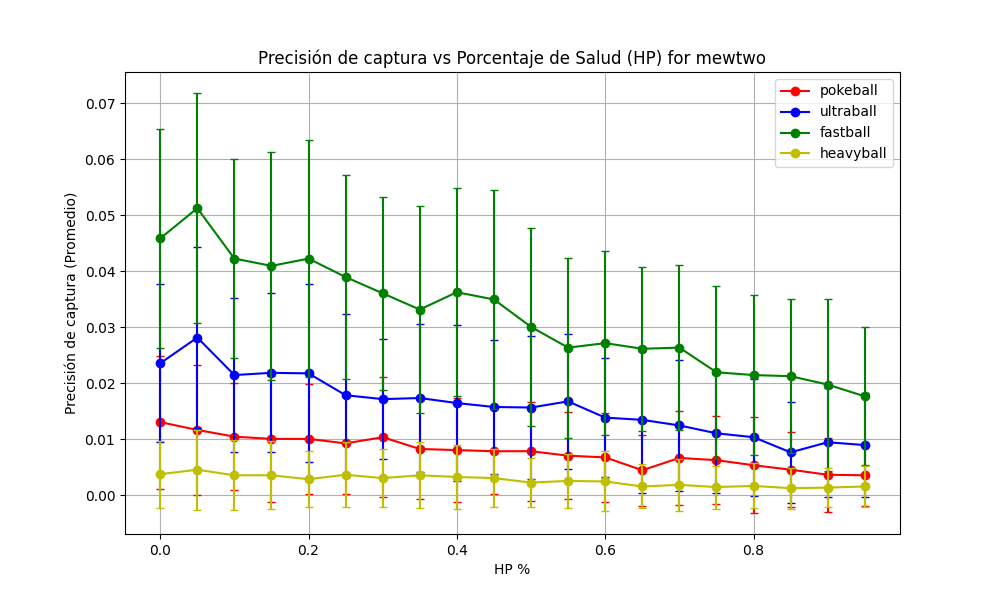 Precisión de captura vs Porcentaje de Salud (HP) for mewtwo
pokeball
ultraball
fastball
heavyball
Precisión de captura (Promedio)
0.07
0.06
0.05
0.04
0.03
0.02
0.01
0.00
0.0 0.2 0.4 0.6 0.8
HP %